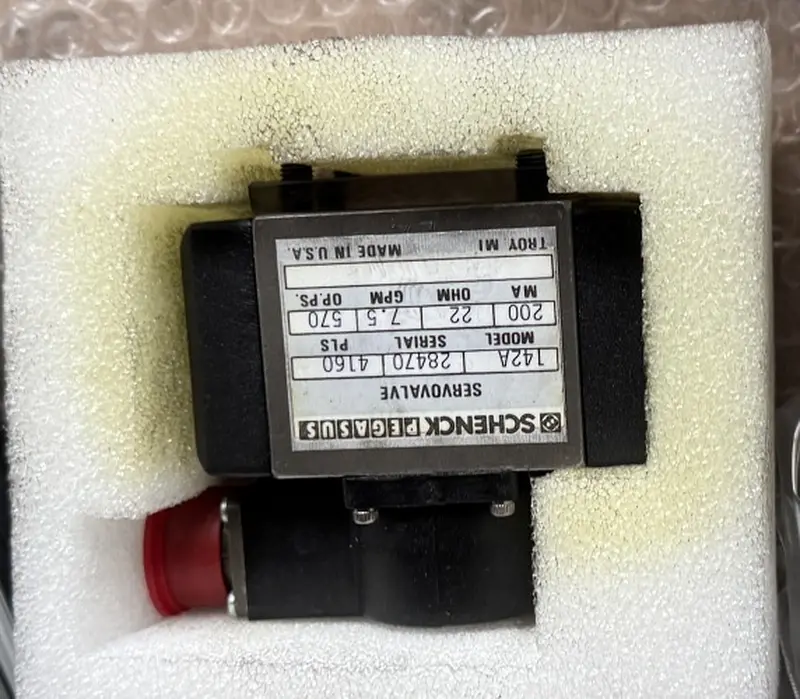 SCHENCK PEGASUS
SERVOVALVE
142A 28470 4160
MODEL SERIAL PLS
200 22 7.5 570
MA OHM GPM OP.PS.
TROY MI MADE IN U.S.A.